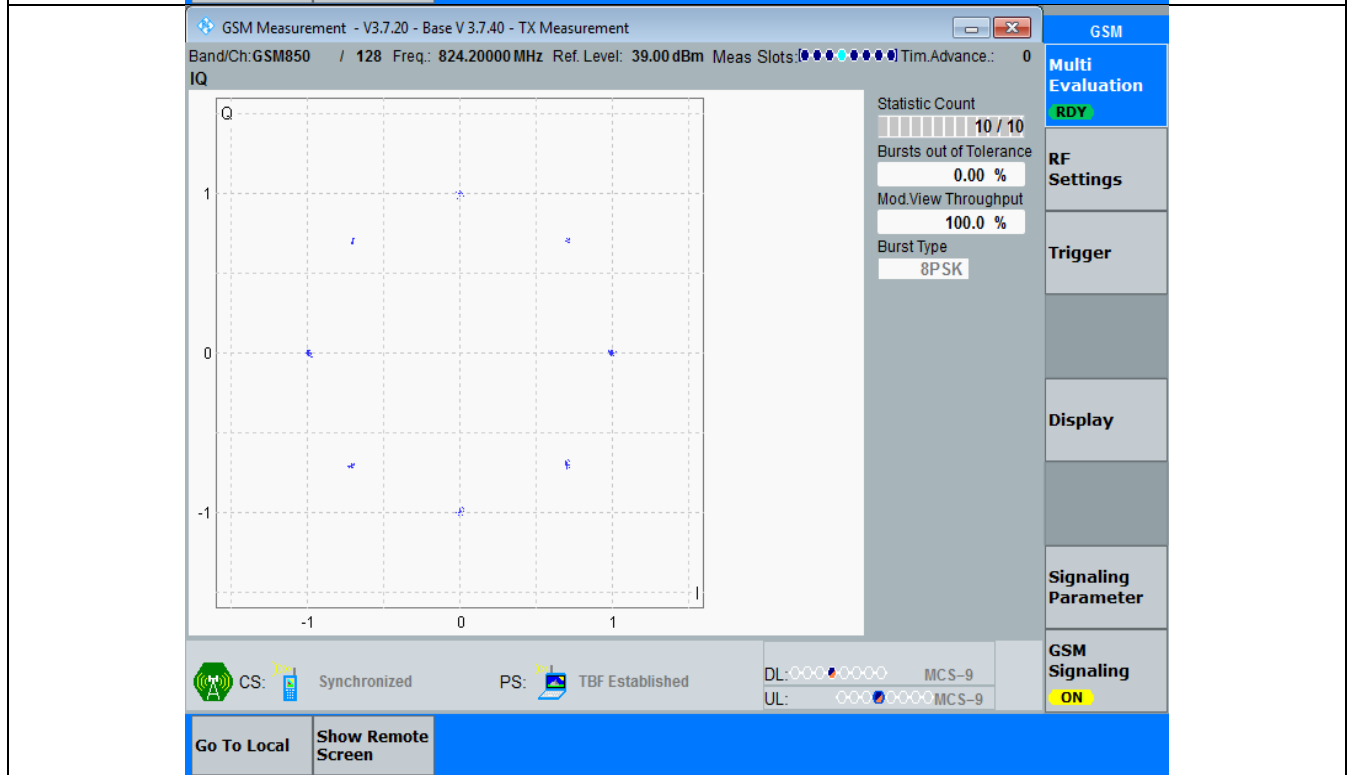 GSM Measurement - V3.7.20 - Base V 3.7.40 - TX Measurement
GSM
Band/Ch:GSM850 / 128 Freq.: 824.20000 MHz Ref. Level: 39.00 dBm Meas Slots: Tim.Advance.: 0
IQ
Multi
Evaluation
RDY
Q
Statistic Count
10 / 10
Bursts out of Tolerance
0.00 %
Mod.View Throughput
100.0 %
Burst Type
8PSK
RF
Settings
Trigger
1
0
-1
I
-1 0 1
Display
Signaling
Parameter
GSM
Signaling
ON
CS: Synchronized PS: TBF Established
DL: MCS-9
UL: MCS-9
Go To Local
Show Remote
Screen